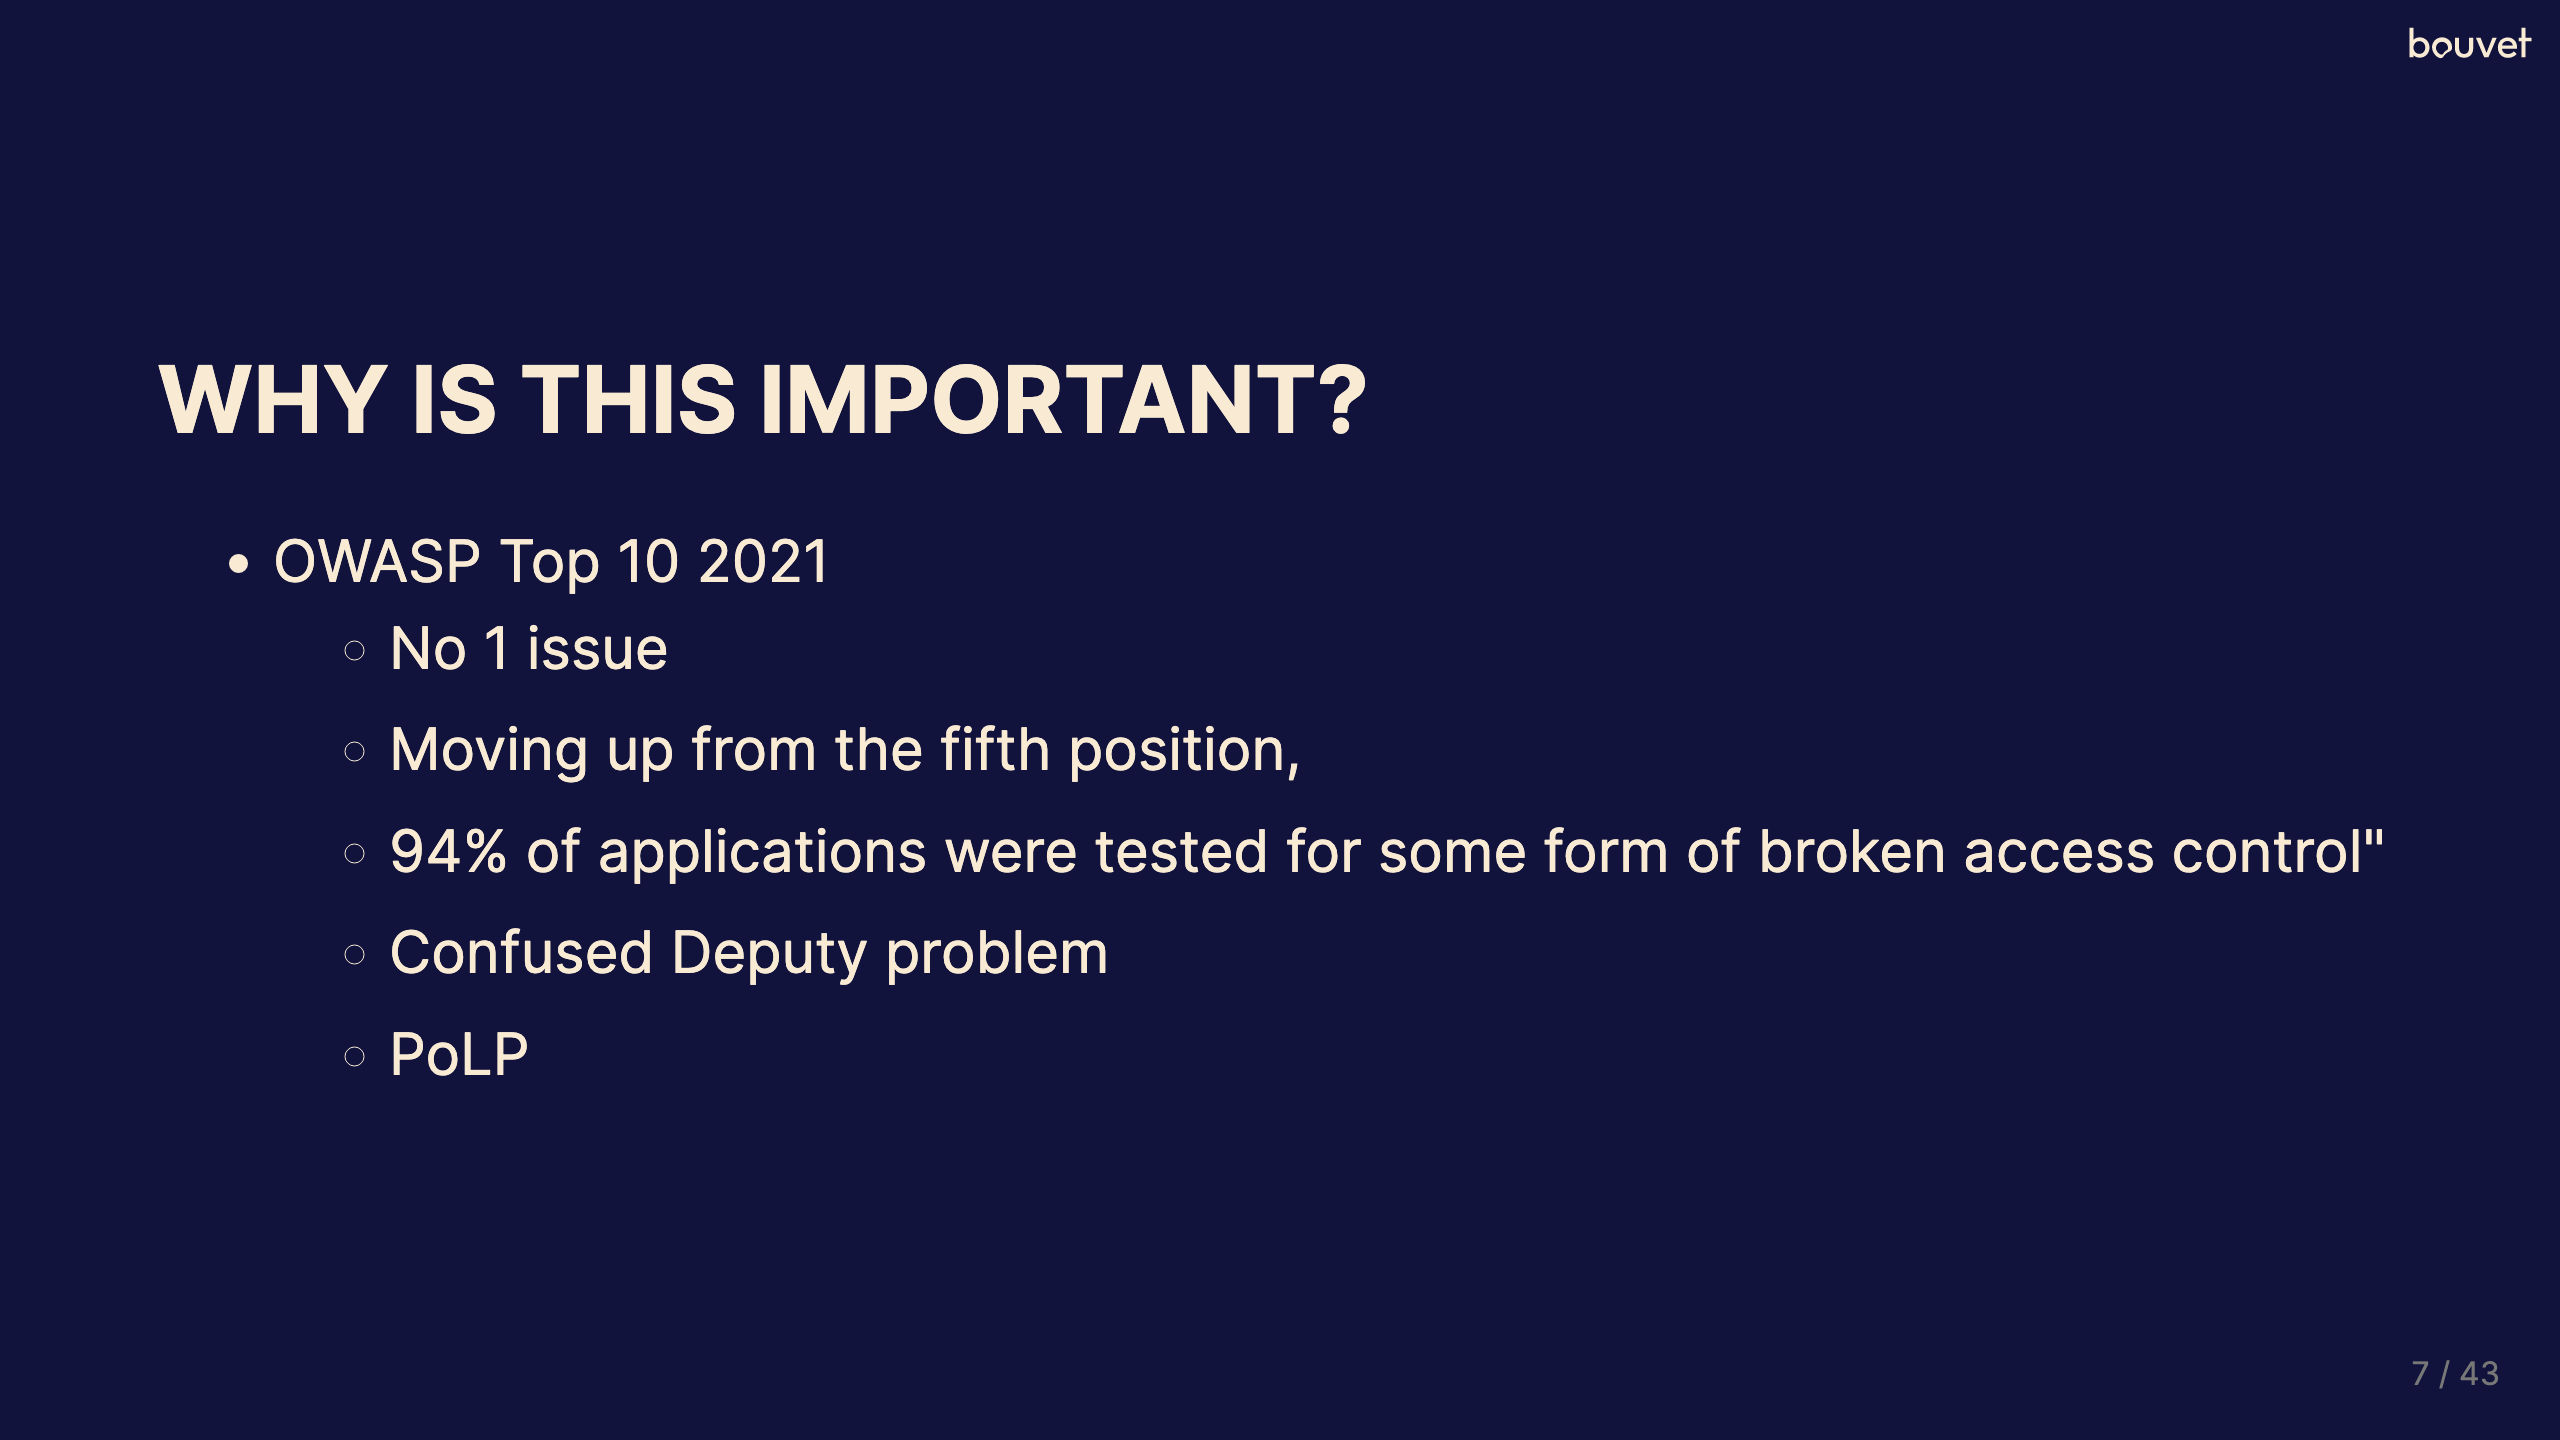 bouvet
WHY IS THIS IMPORTANT?
• OWASP Top 10 2021
○ No 1 issue
○ Moving up from the fifth position,
○ 94% of applications were tested for some form of broken access control"
○ Confused Deputy problem
○ PoLP
7 / 43